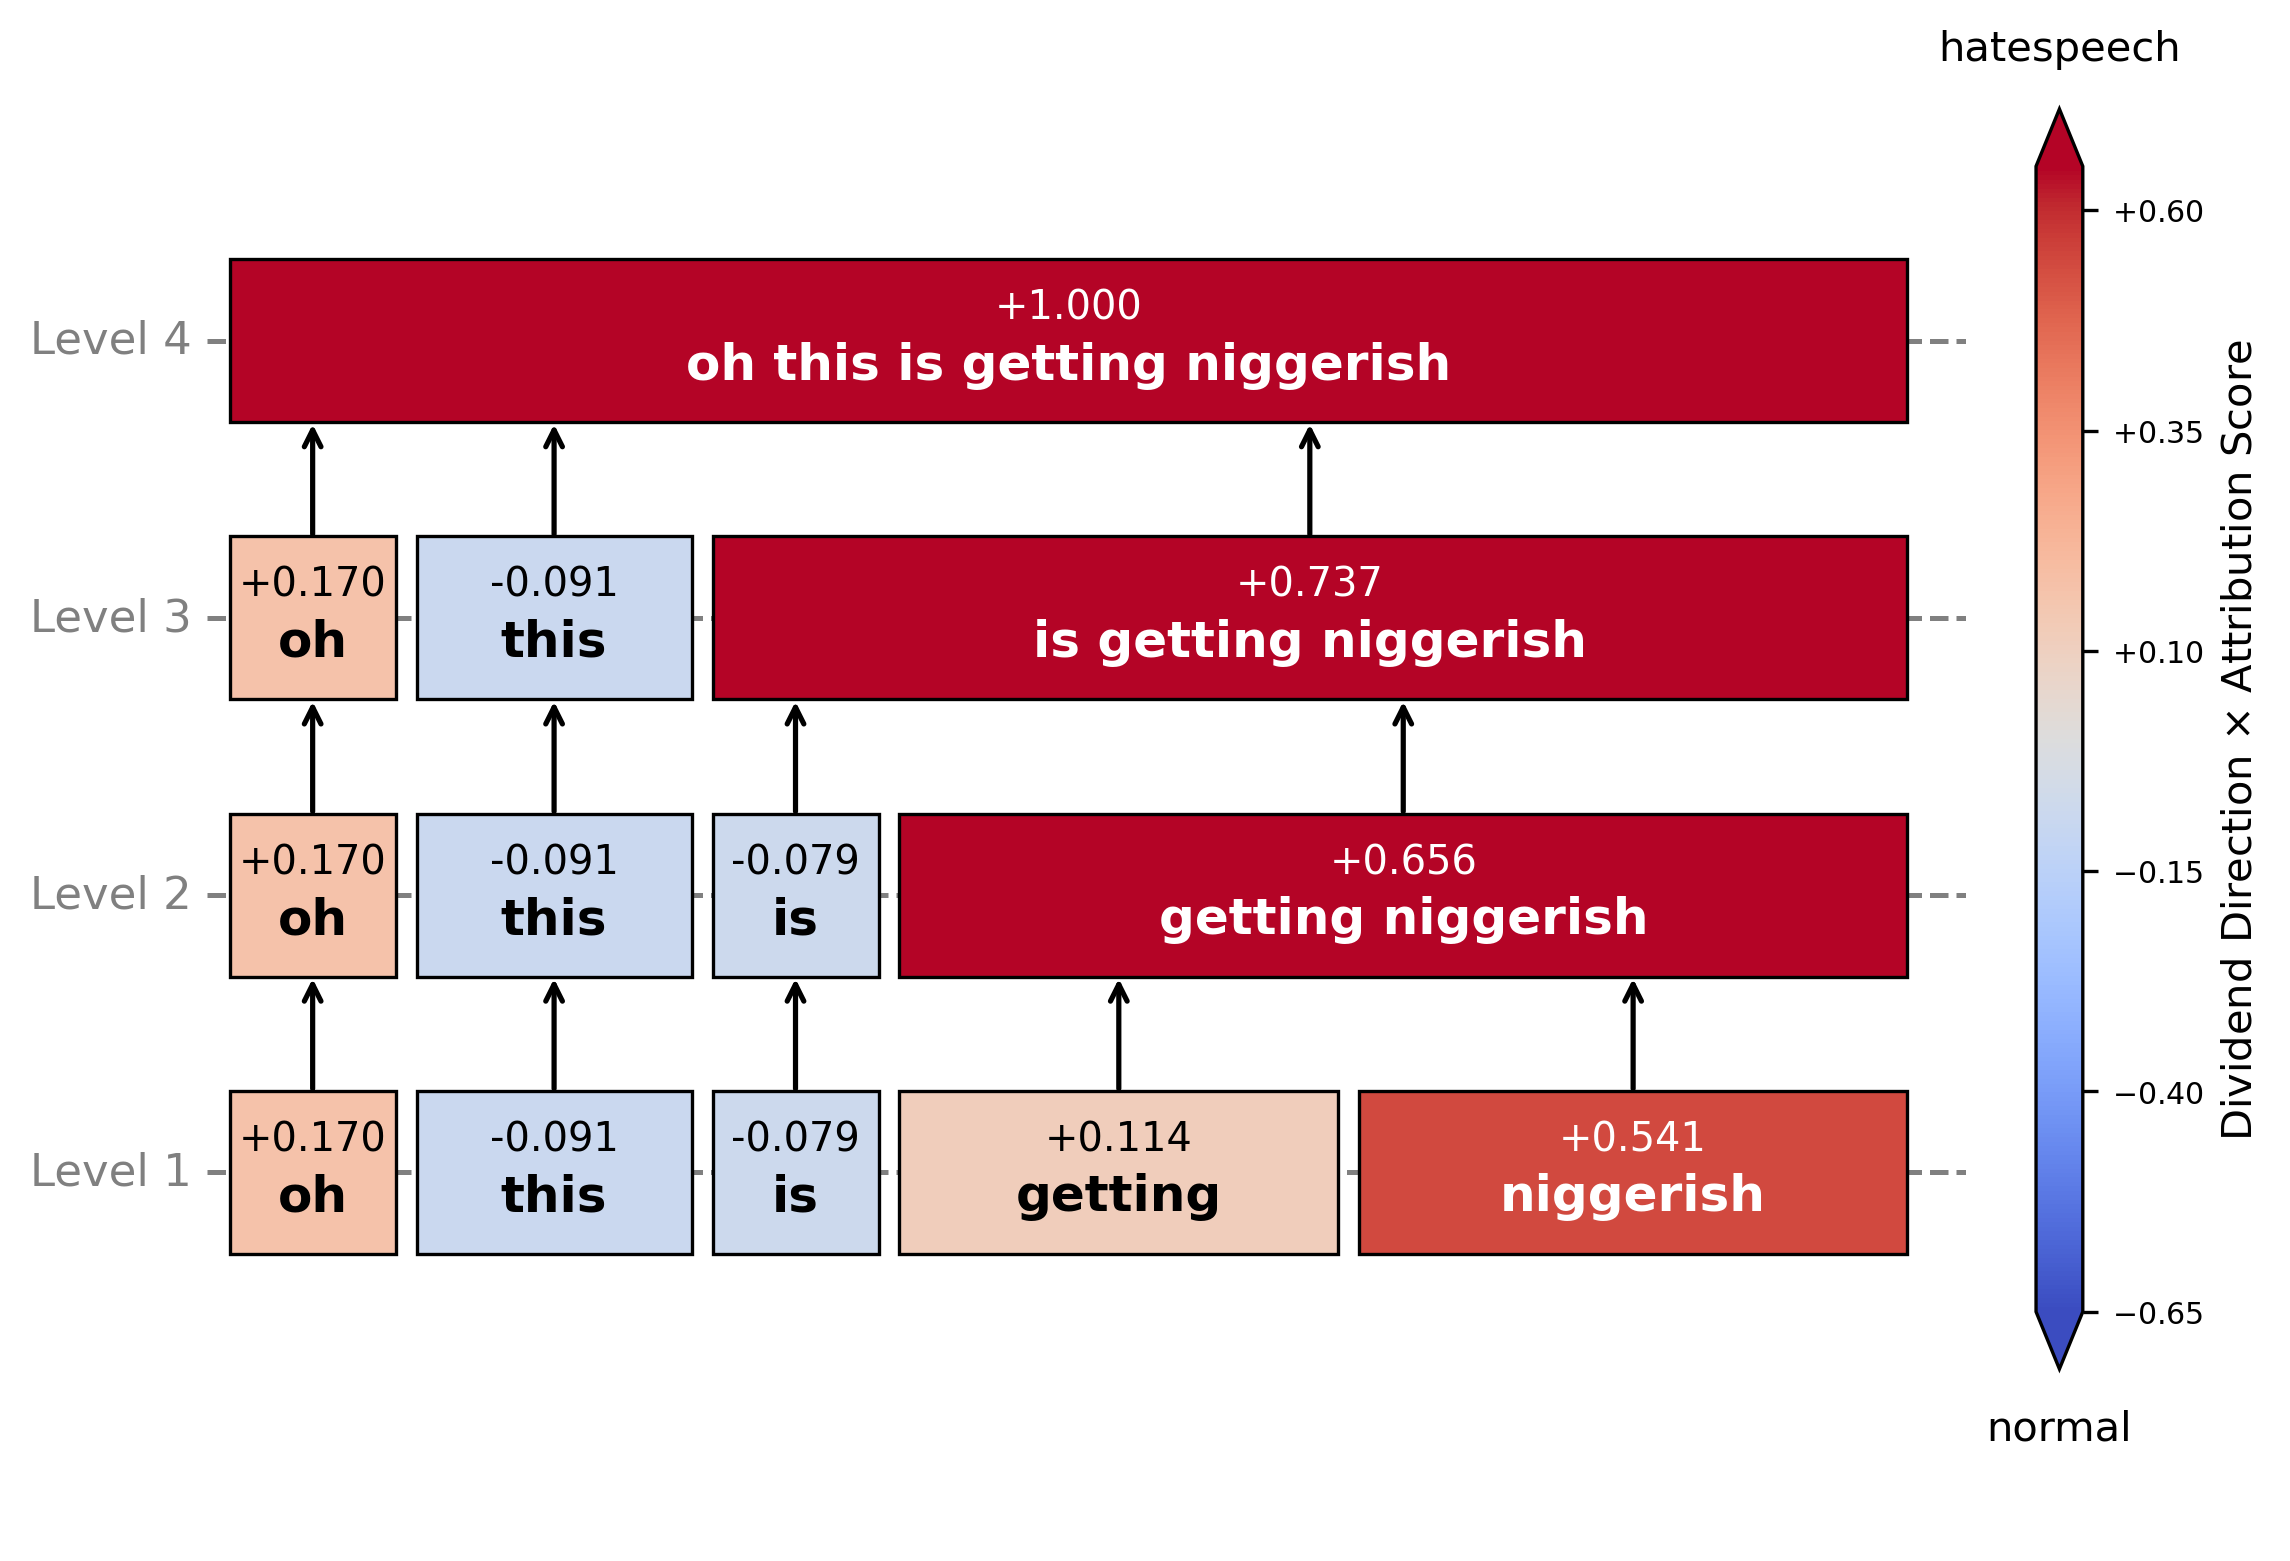 hatespeech
Level 4
+1.000
oh this is getting niggerish
Level 3
+0.170
oh
-0.091
this
+0.737
is getting niggerish
Level 2
+0.170
oh
-0.091
this
-0.079
is
+0.656
getting niggerish
Level 1
+0.170
oh
-0.091
this
-0.079
is
+0.114
getting
+0.541
niggerish
+0.60
+0.35
+0.10
−0.15
−0.40
−0.65
Dividend Direction × Attribution Score
normal